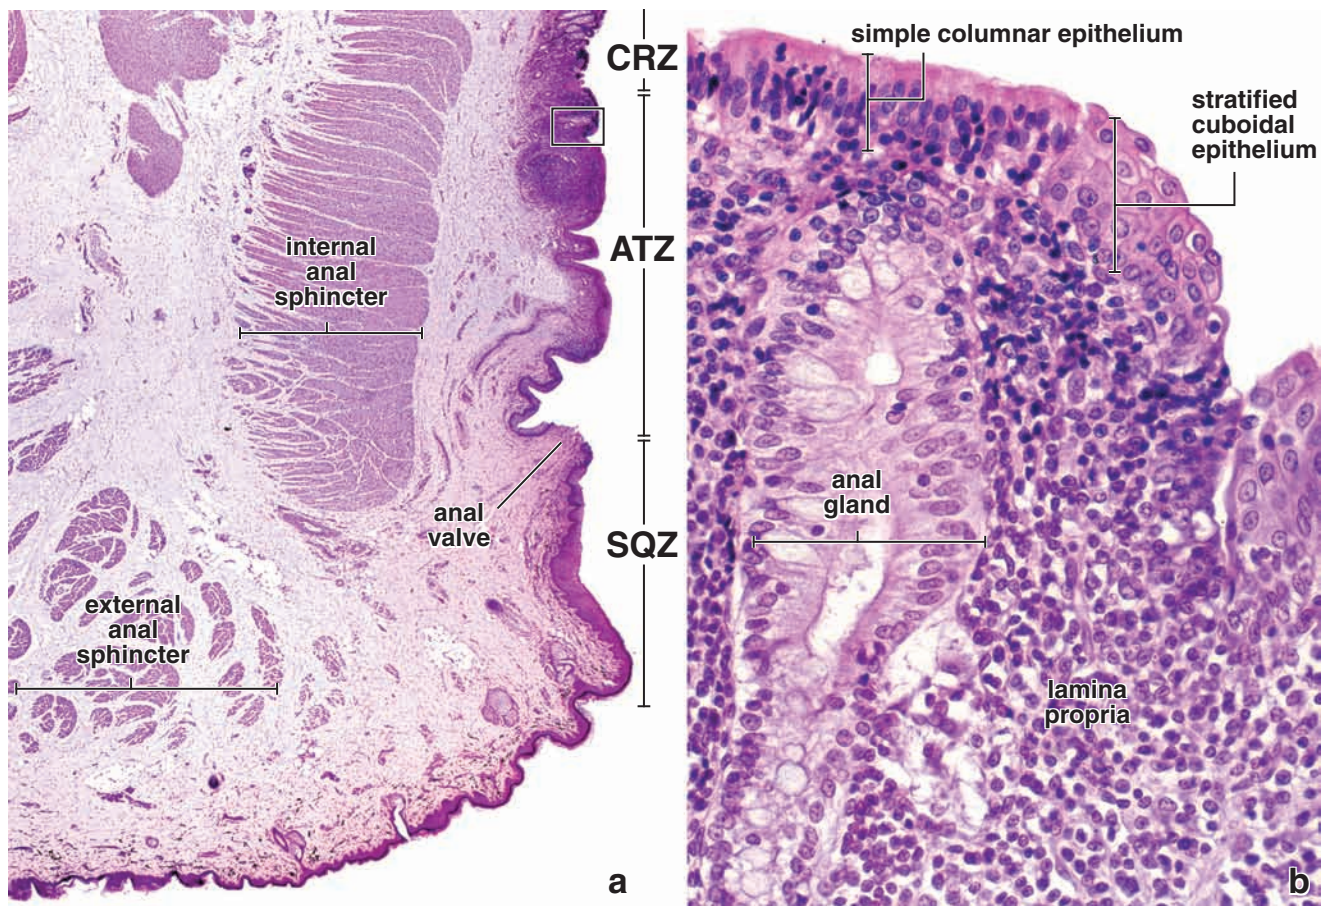 CRZ
internal
anal
sphincter
ATZ
anal
valve
SQZ
external
anal
sphincter
a
simple columnar epithelium
stratified
cuboidal
epithelium
anal
gland
lamina
propria
b